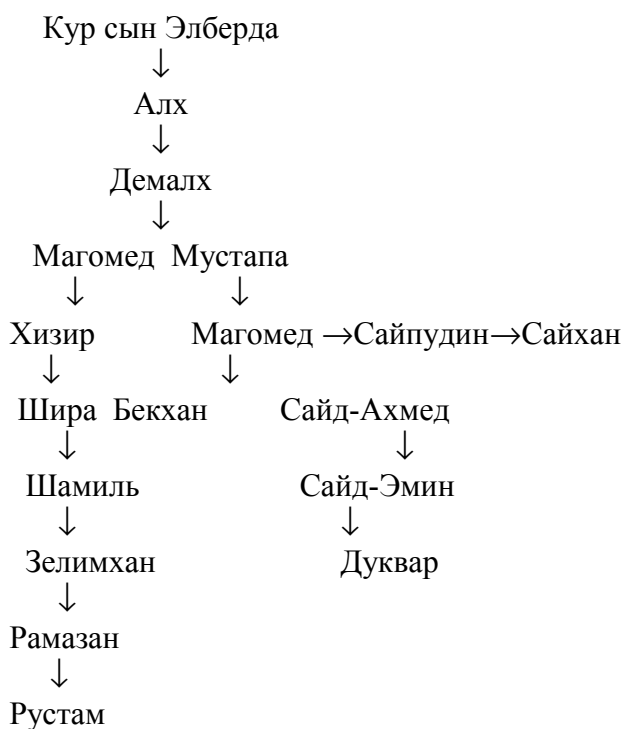 Кур сын Элберда
↓
Алх
↓
Демалх
↓
Магомед Мустапа
↓ ↓
Хизир Магомед →Сайпудин→Сайхан
↓ ↓
Шира Бекхан Сайд-Ахмед
↓ ↓
Шамиль Сайд-Эмин
↓ ↓
Зелимхан Дуквар
↓
Рамазан
↓
Рустам